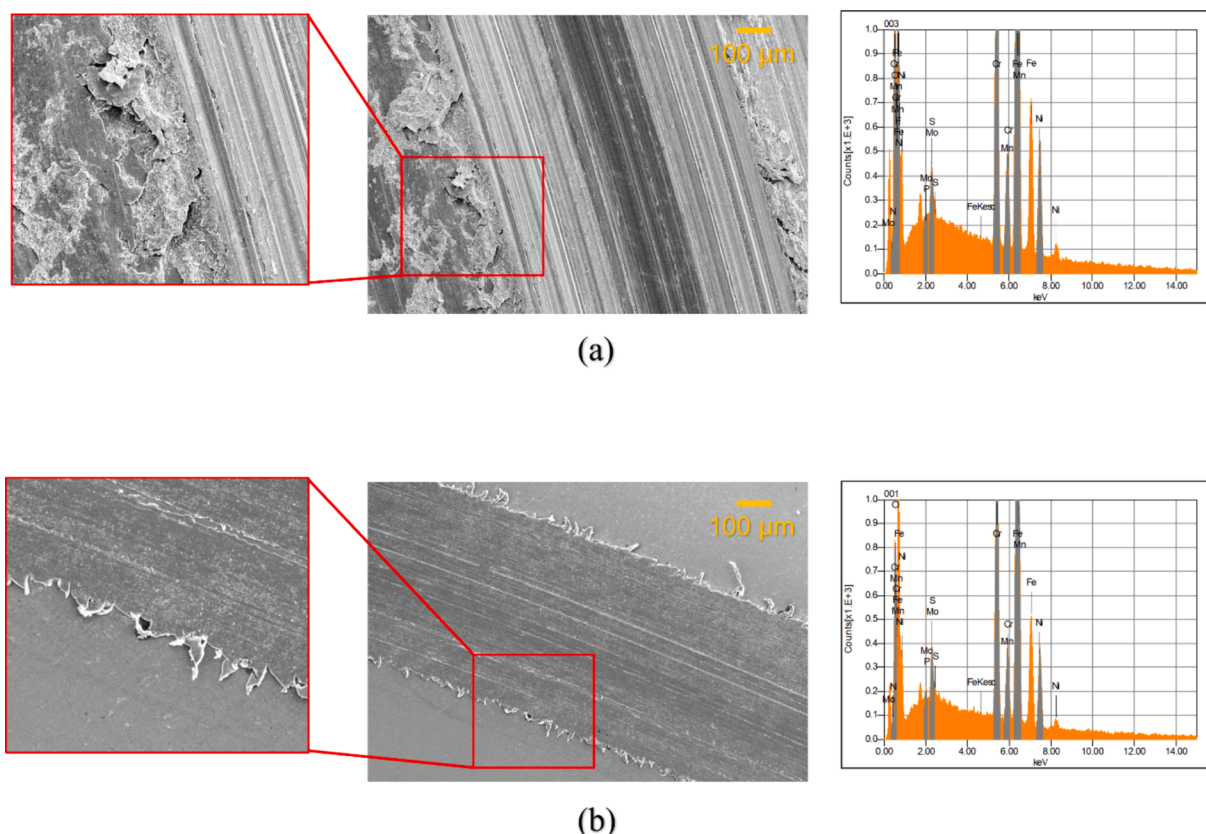 100 µm
003
Counts[x1.E+3]
1.0
0.9
0.8
0.7
0.6
0.5
0.4
0.3
0.2
0.1
0.0
Fe
Cr
Ni
Mn
Cr
Mn
Fe
Ni
N
Mo
S
Mo
Mo
P
S
FeKesc
Cr
Cr
Mn
Fe
Mn
Fe
Ni
Ni
0.00 2.00 4.00 6.00 8.00 10.00 12.00 14.00
keV
(a)
100 µm
001
Counts[x1.E+3]
1.0
0.9
0.8
0.7
0.6
0.5
0.4
0.3
0.2
0.1
0.0
Fe
Ni
Cr
Mn
Cr
Fe
Mn
Ni
N
Mo
S
Mo
Mo
P
S
FeKesc
Cr
Cr
Mn
Fe
Mn
Fe
Ni
Ni
0.00 2.00 4.00 6.00 8.00 10.00 12.00 14.00
keV
(b)